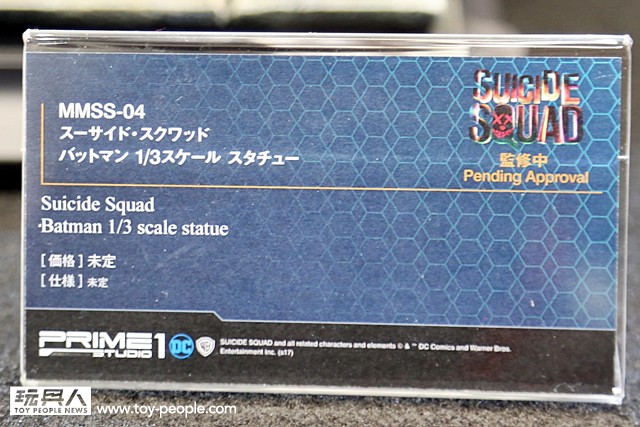 MMSS-04
スーサイド・スクワッド
バットマン 1/3スケール スタチュー
SUICIDE
SQUAD
監修中
Pending Approval
Suicide Squad
Batman 1/3 scale statue
[ 価格 ] 未定
[ 仕様 ] 未定
PRIME 1
STUDIO
DC
WB
SUICIDE SQUAD and all related characters and elements © & ™ DC Comics and Warner Bros.
Entertainment Inc. (s17)
玩具人
TOY PEOPLE NEWS
www.toy-people.com